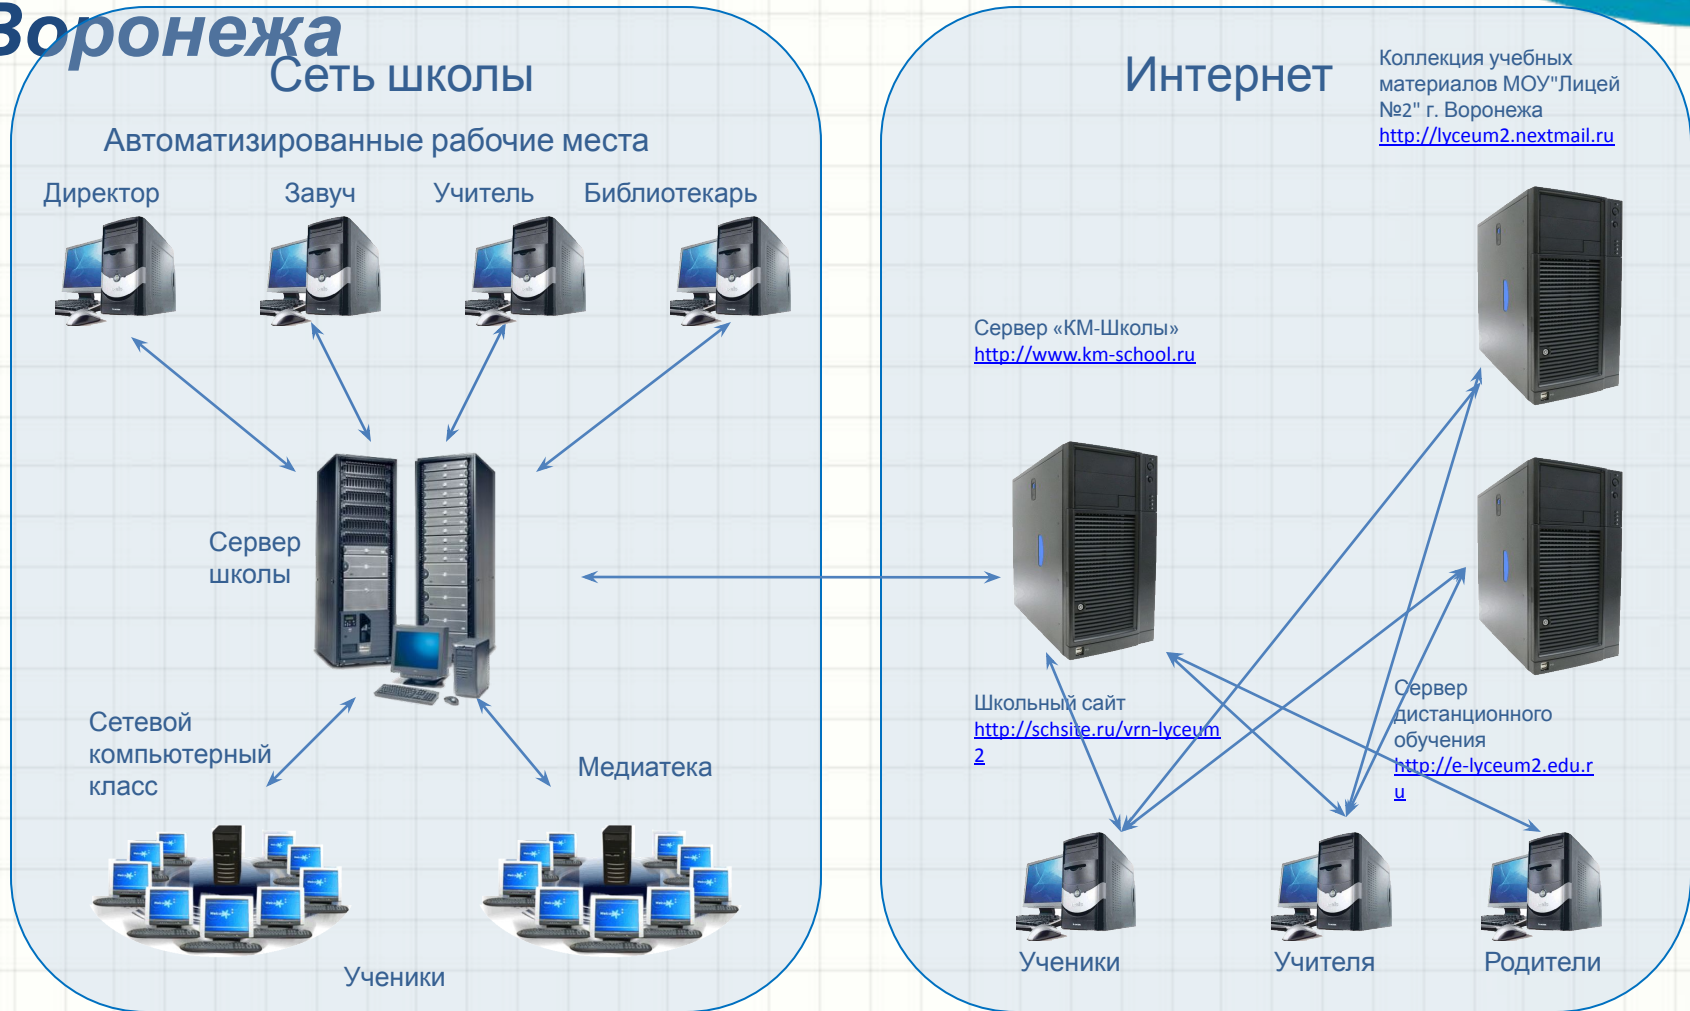 Воронежа
Сеть школы
Автоматизированные рабочие места
Директор
Завуч
Учитель
Библиотекарь
Сервер
школы
Сетевой
компьютерный
класс
Медиатека
Ученики
Интернет
Коллекция учебных
материалов МОУ"Лицей
№2" г. Воронежа
http://lyceum2.nextmail.ru
Сервер «КМ-Школы»
http://www.km-school.ru
Школьный сайт
http://schsite.ru/vrn-lyceum
2
Сервер
дистанционного
обучения
http://e-lyceum2.edu.r
u
Ученики
Учителя
Родители